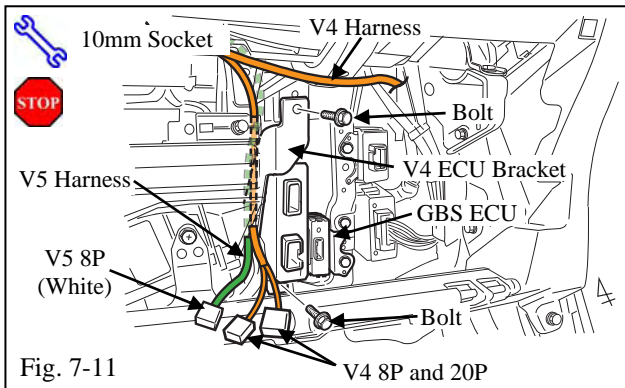 10mm Socket
V4 Harness
STOP
Bolt
V4 ECU Bracket
V5 Harness
GBS ECU
V5 8P
(White)
Bolt
V4 8P and 20P
Fig. 7-11